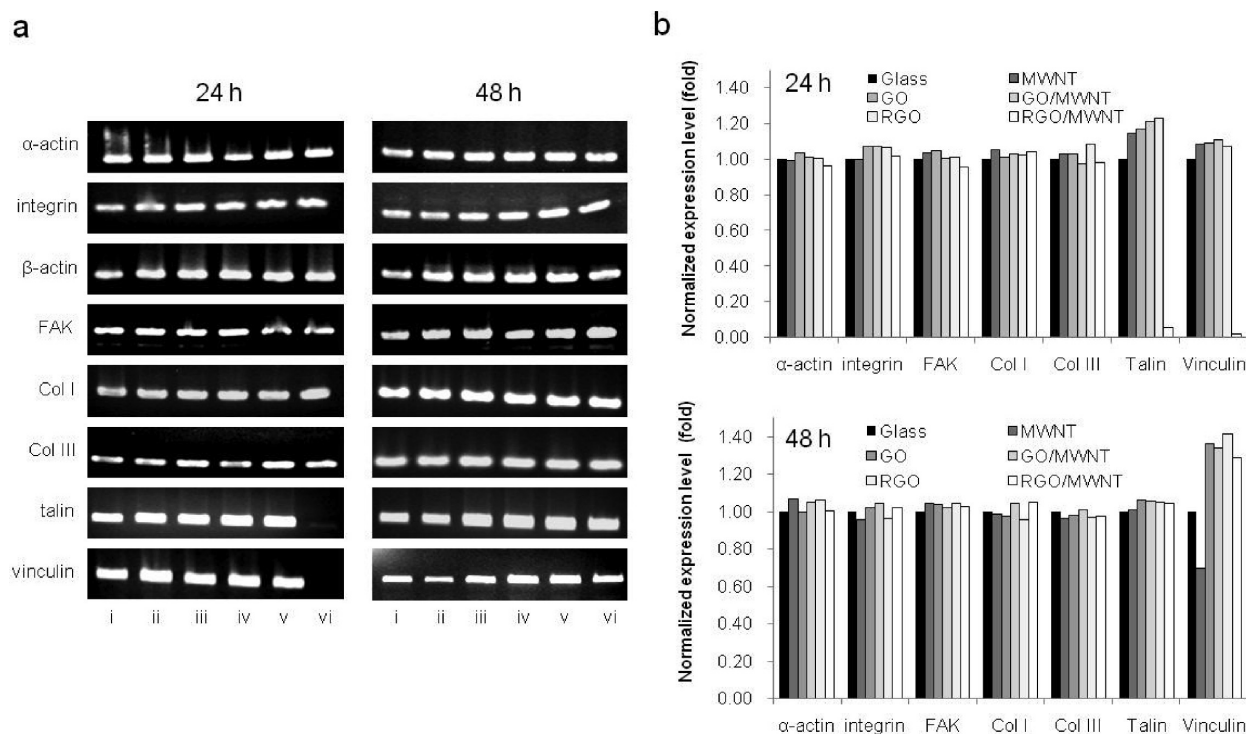 a
24 h 48 h
α-actin
integrin
β-actin
FAK
Col I
Col III
talin
vinculin
i ii iii iv v vi i ii iii iv v vi
b
Normalized expression level (fold)
24 h
Glass MWNT
GO GO/MWNT
RGO RGO/MWNT
1.40
1.20
1.00
0.80
0.60
0.40
0.20
0.00
α-actin integrin FAK Col I Col III Talin Vinculin
Normalized expression level (fold)
48 h
Glass MWNT
GO GO/MWNT
RGO RGO/MWNT
1.40
1.20
1.00
0.80
0.60
0.40
0.20
0.00
α-actin integrin FAK Col I Col III Talin Vinculin